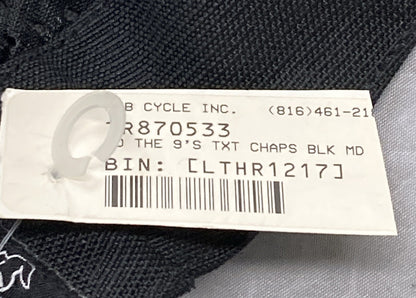 B CYCLE INC. (816)461-21
R870533
THE 9'S TXT CHAPS BLK MD
BIN: [LTHR1217]